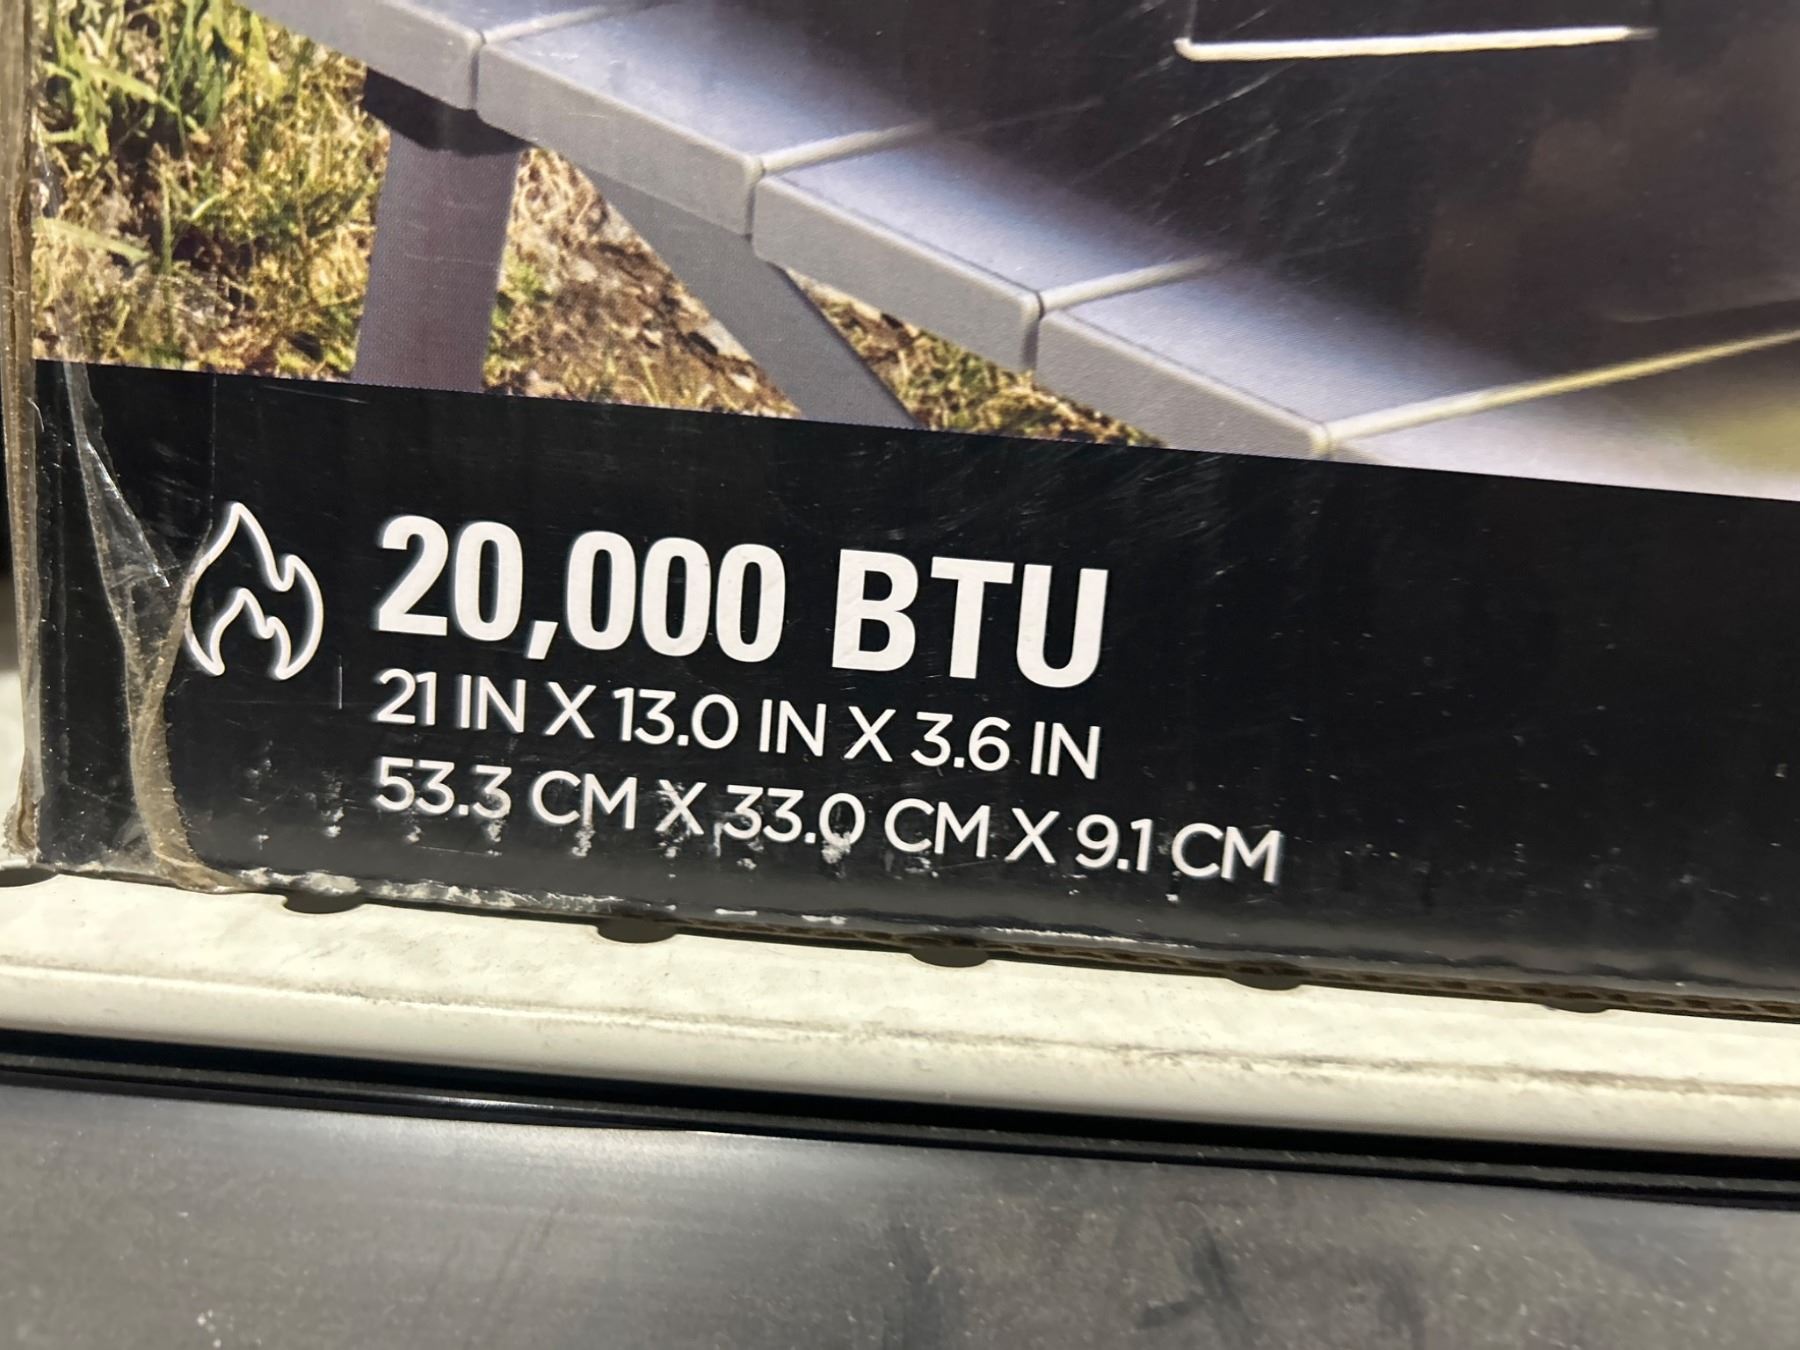 20,000 BTU
21 IN X 13.0 IN X 3.6 IN
53.3 CM X 33.0 CM X 9.1 CM